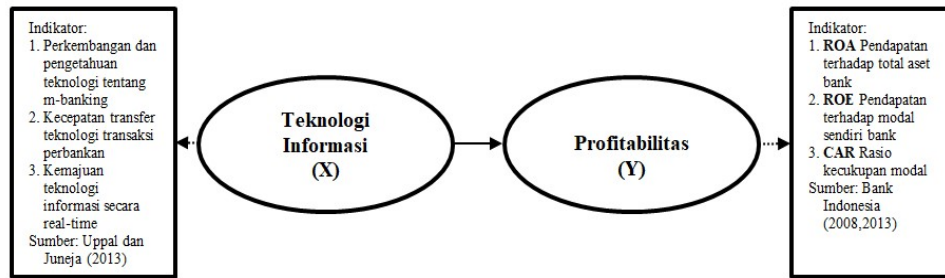 Indikator:
1. Perkembangan dan
pengetahuan
teknologi tentang
m-banking
2. Kecepatan transfer
teknologi transaksi
perbankan
3. Kemajuan
teknologi
informasi secara
real-time
Sumber: Uppal dan
Juneja (2013)
Teknologi
Informasi
(X)
Profitabilitas
(Y)
Indikator:
1. ROA Pendapatan
terhadap total aset
bank
2. ROE Pendapatan
terhadap modal
sendiri bank
3. CAR Rasio
kecukupan modal
Sumber: Bank
Indonesia
(2008,2013)